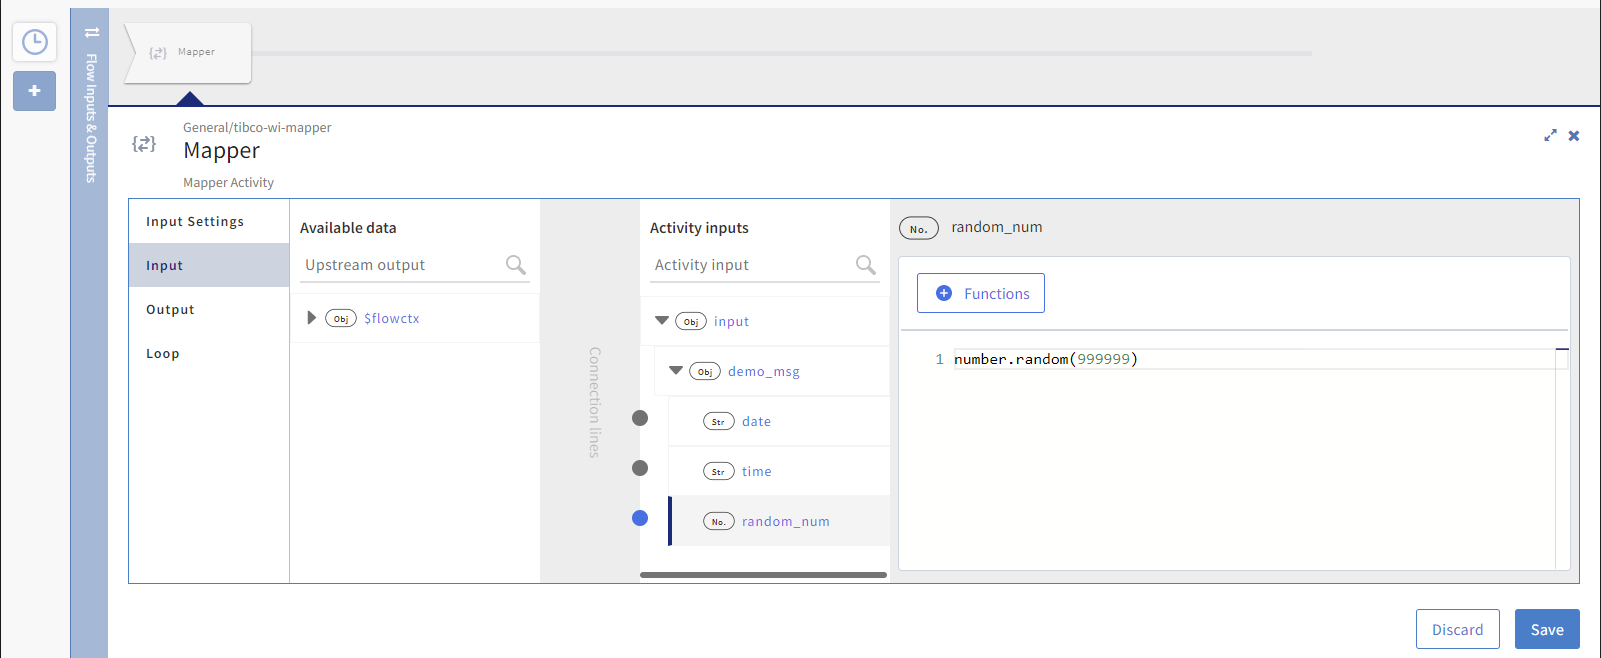 Flow Inputs & Outputs
Mapper
General/tibco-wi-mapper
Mapper
Mapper Activity
Input Settings
Input
Output
Loop
Available data
Upstream output
Obj $flowctx
Connection lines
Activity inputs
Activity input
Obj input
Obj demo_msg
Str date
Str time
No. random_num
No. random_num
Functions
1 number.random(999999)
Discard
Save